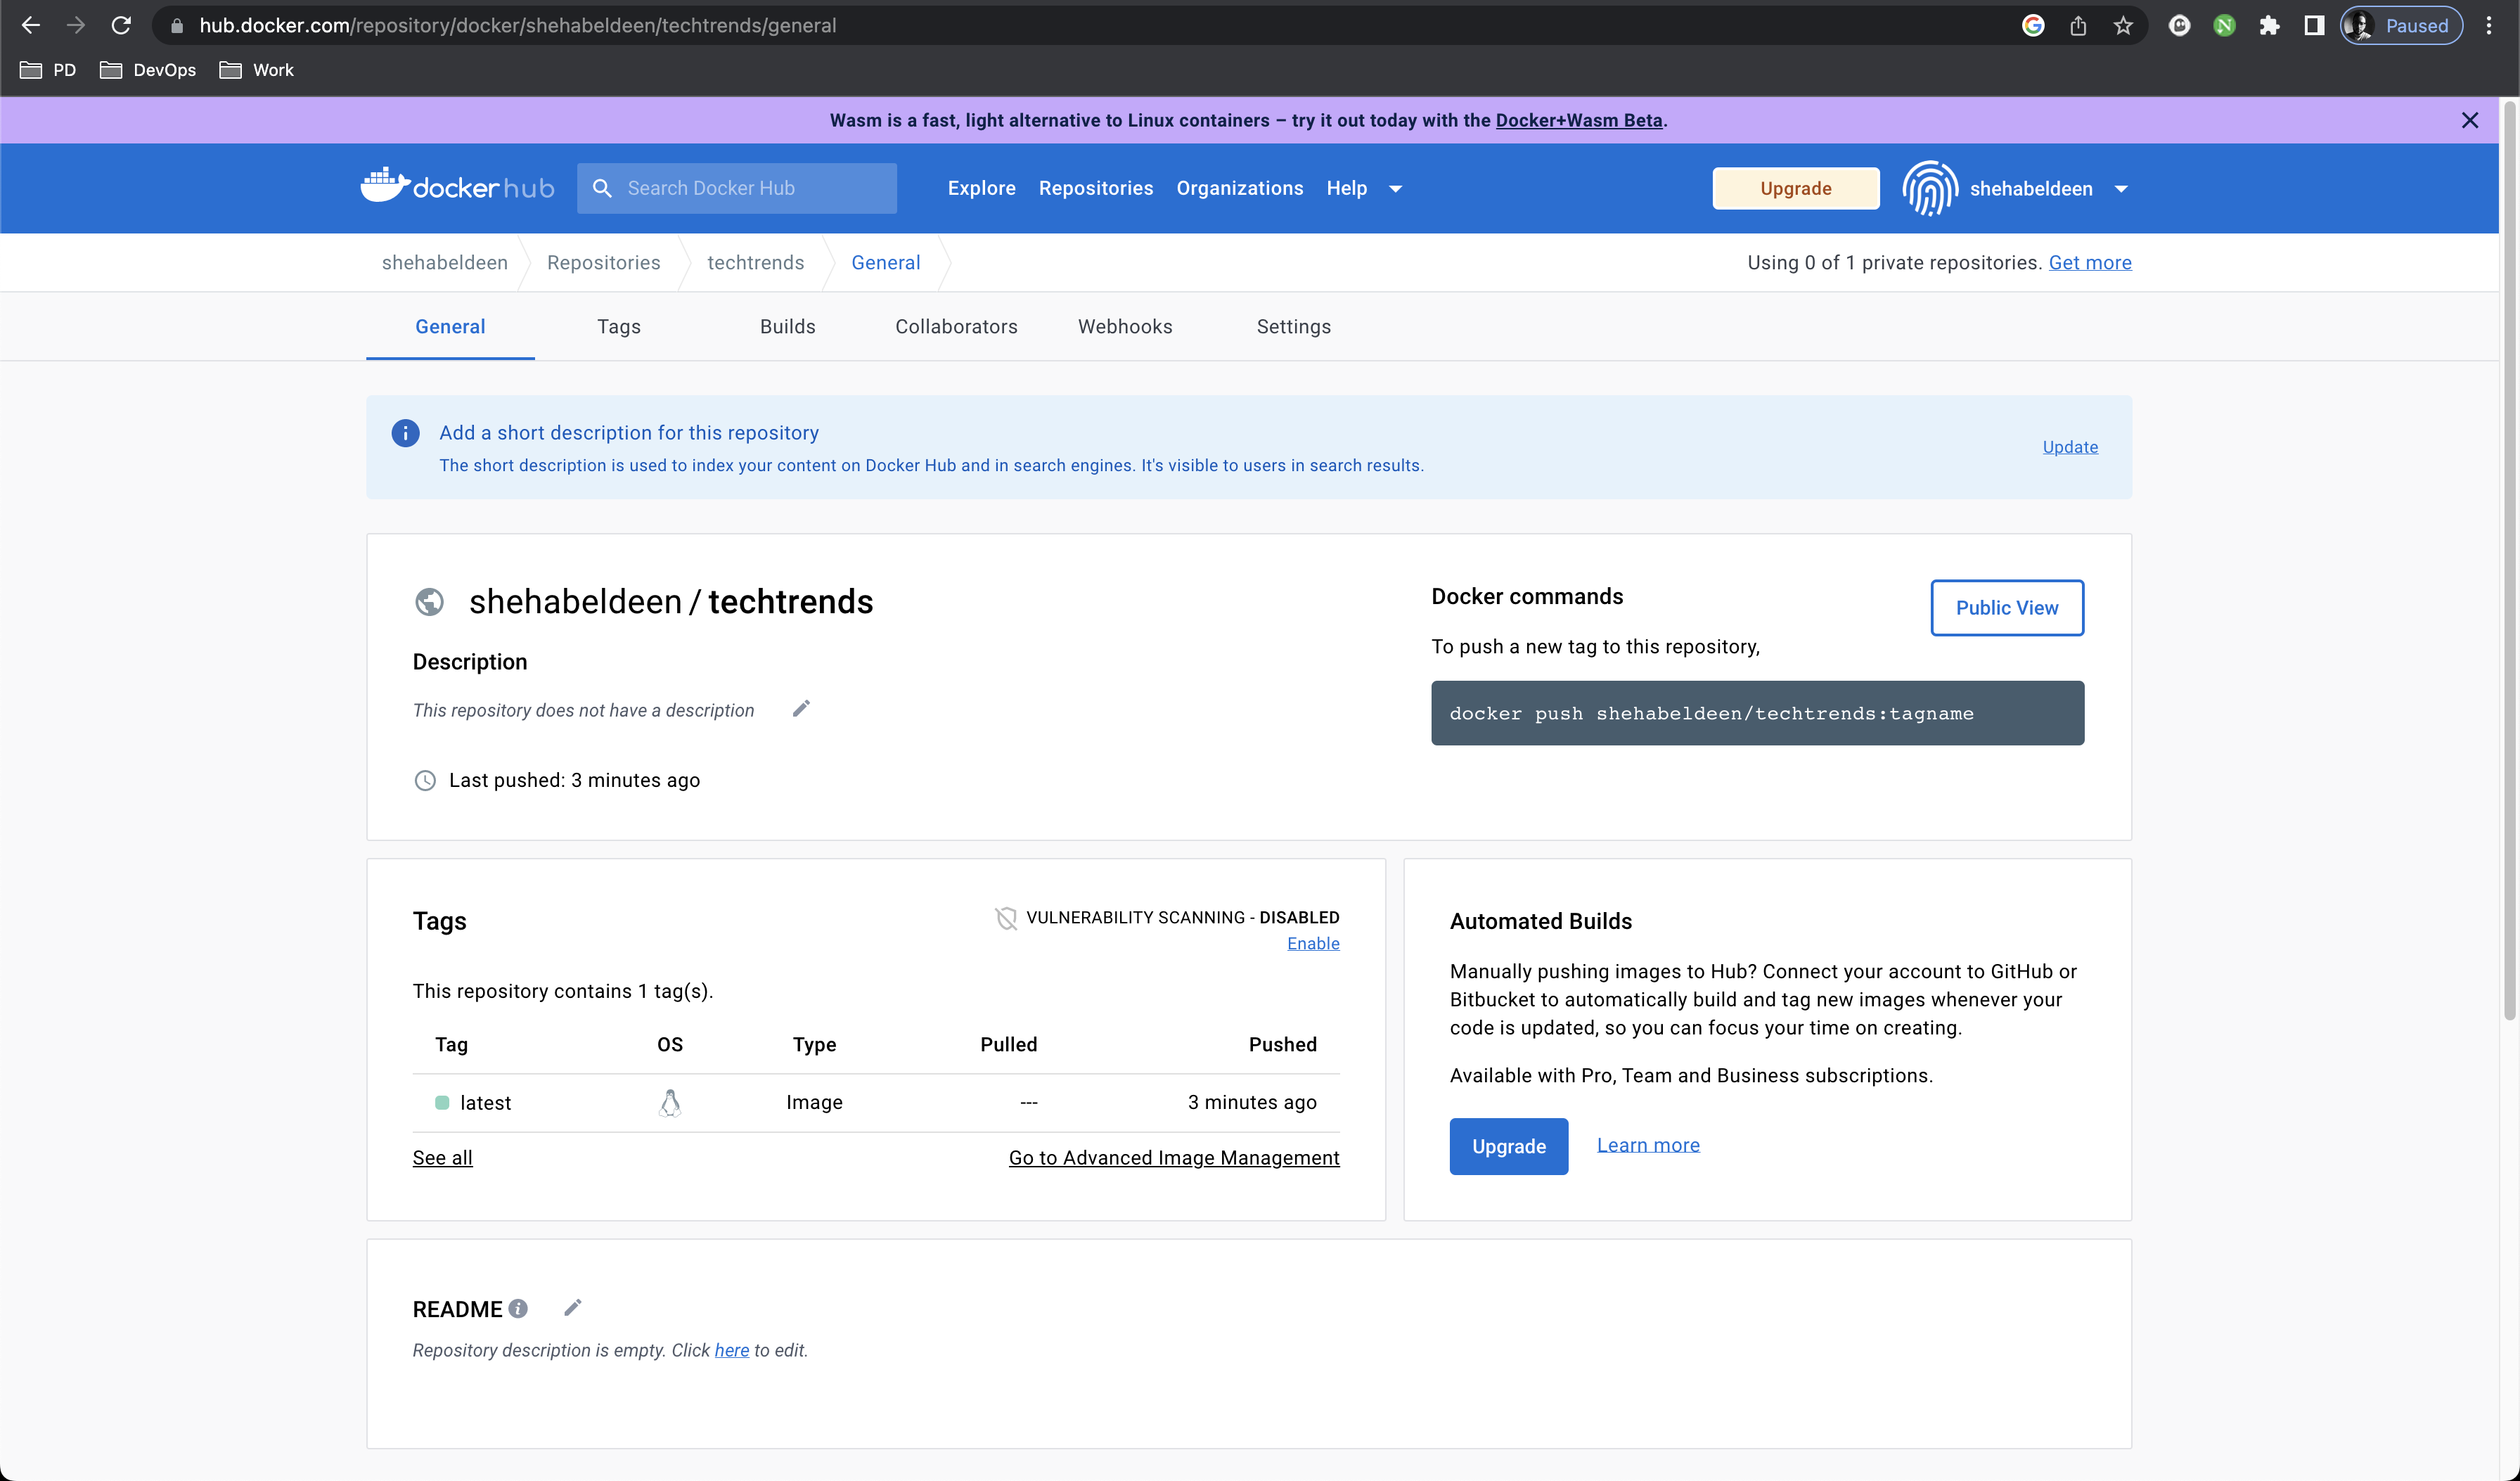 hub.docker.com/repository/docker/shehabeldeen/techtrends/general
Paused
PD DevOps Work
Wasm is a fast, light alternative to Linux containers – try it out today with the Docker+Wasm Beta.
docker hub Search Docker Hub Explore Repositories Organizations Help Upgrade shehabeldeen
shehabeldeen Repositories techtrends General Using 0 of 1 private repositories. Get more
General Tags Builds Collaborators Webhooks Settings
Add a short description for this repository
The short description is used to index your content on Docker Hub and in search engines. It's visible to users in search results.
Update
shehabeldeen / techtrends
Description
This repository does not have a description
Last pushed: 3 minutes ago
Docker commands
Public View
To push a new tag to this repository,
docker push shehabeldeen/techtrends:tagname
Tags
VULNERABILITY SCANNING - DISABLED
Enable
This repository contains 1 tag(s).
Tag OS Type Pulled Pushed
latest Image --- 3 minutes ago
See all Go to Advanced Image Management
Automated Builds
Manually pushing images to Hub? Connect your account to GitHub or
Bitbucket to automatically build and tag new images whenever your
code is updated, so you can focus your time on creating.
Available with Pro, Team and Business subscriptions.
Upgrade Learn more
README
Repository description is empty. Click here to edit.